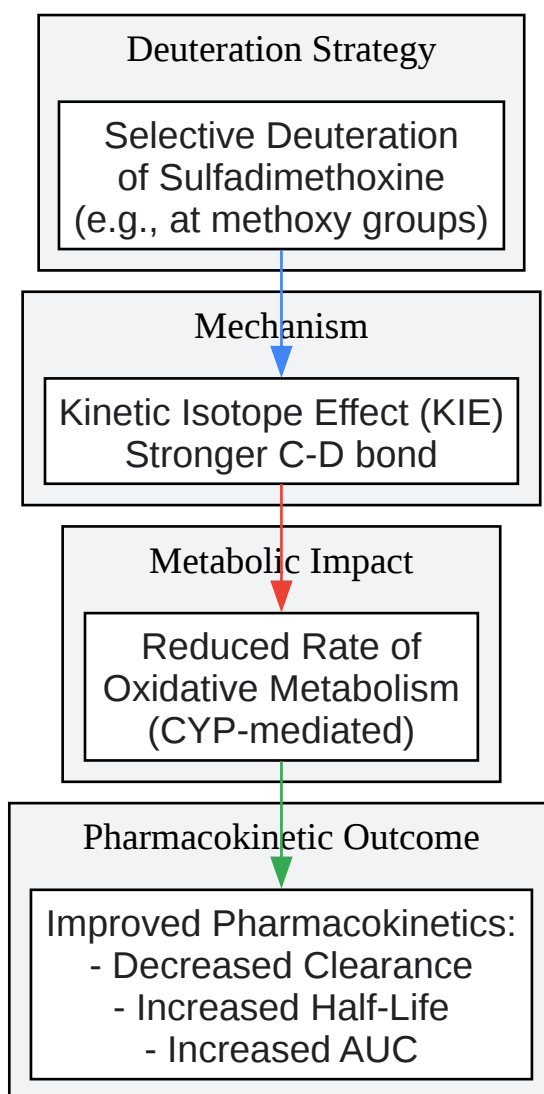 Deuteration Strategy
Selective Deuteration
of Sulfadimethoxine
(e.g., at methoxy groups)
Mechanism
Kinetic Isotope Effect (KIE)
Stronger C-D bond
Metabolic Impact
Reduced Rate of
Oxidative Metabolism
(CYP-mediated)
Pharmacokinetic Outcome
Improved Pharmacokinetics:
- Decreased Clearance
- Increased Half-Life
- Increased AUC